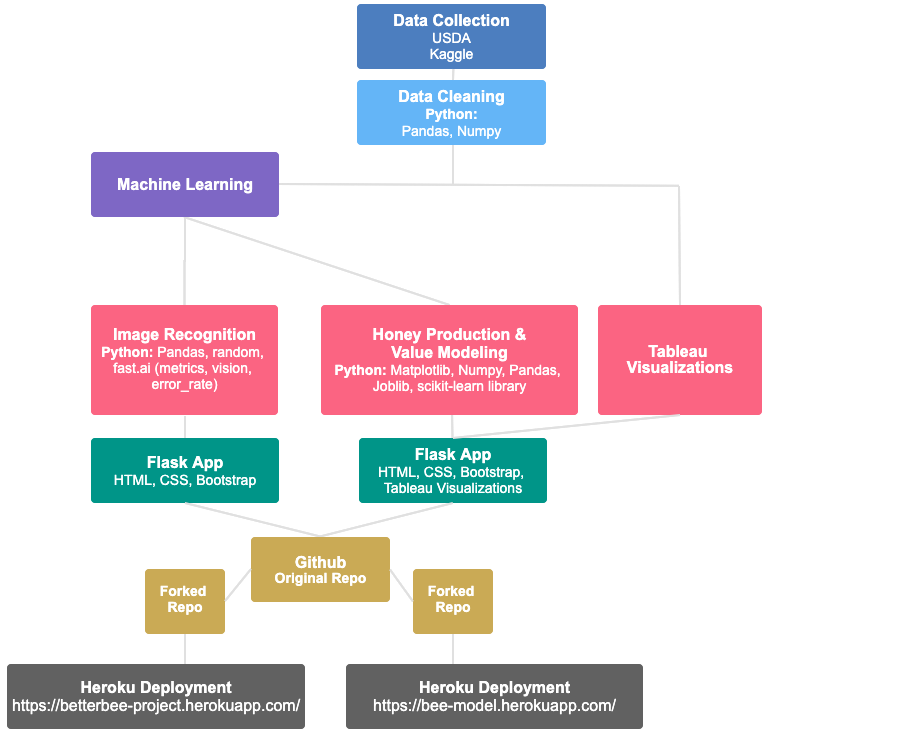 Data Collection
USDA
Kaggle
Data Cleaning
Python:
Pandas, Numpy
Machine Learning
Image Recognition
Python: Pandas, random,
fast.ai (metrics, vision,
error_rate)
Honey Production &
Value Modeling
Python: Matplotlib, Numpy, Pandas,
Joblib, scikit-learn library
Tableau
Visualizations
Flask App
HTML, CSS, Bootstrap
Flask App
HTML, CSS, Bootstrap,
Tableau Visualizations
Github
Original Repo
Forked
Repo
Forked
Repo
Heroku Deployment
https://betterbee-project.herokuapp.com/
Heroku Deployment
https://bee-model.herokuapp.com/